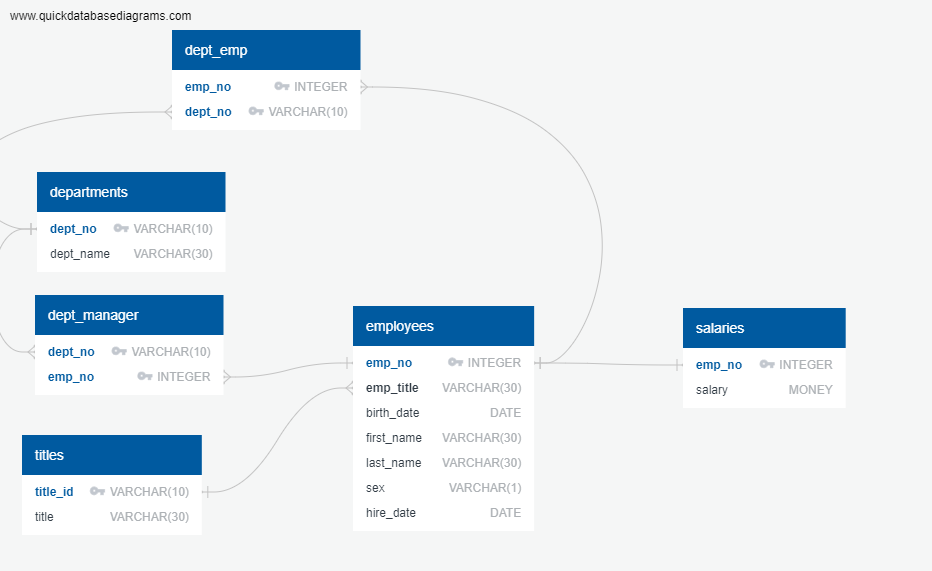 www.quickdatabasediagrams.com
dept_emp
emp_no INTEGER
dept_no VARCHAR(10)
departments
dept_no VARCHAR(10)
dept_name VARCHAR(30)
dept_manager
dept_no VARCHAR(10)
emp_no INTEGER
titles
title_id VARCHAR(10)
title VARCHAR(30)
employees
emp_no INTEGER
emp_title VARCHAR(30)
birth_date DATE
first_name VARCHAR(30)
last_name VARCHAR(30)
sex VARCHAR(1)
hire_date DATE
salaries
emp_no INTEGER
salary MONEY